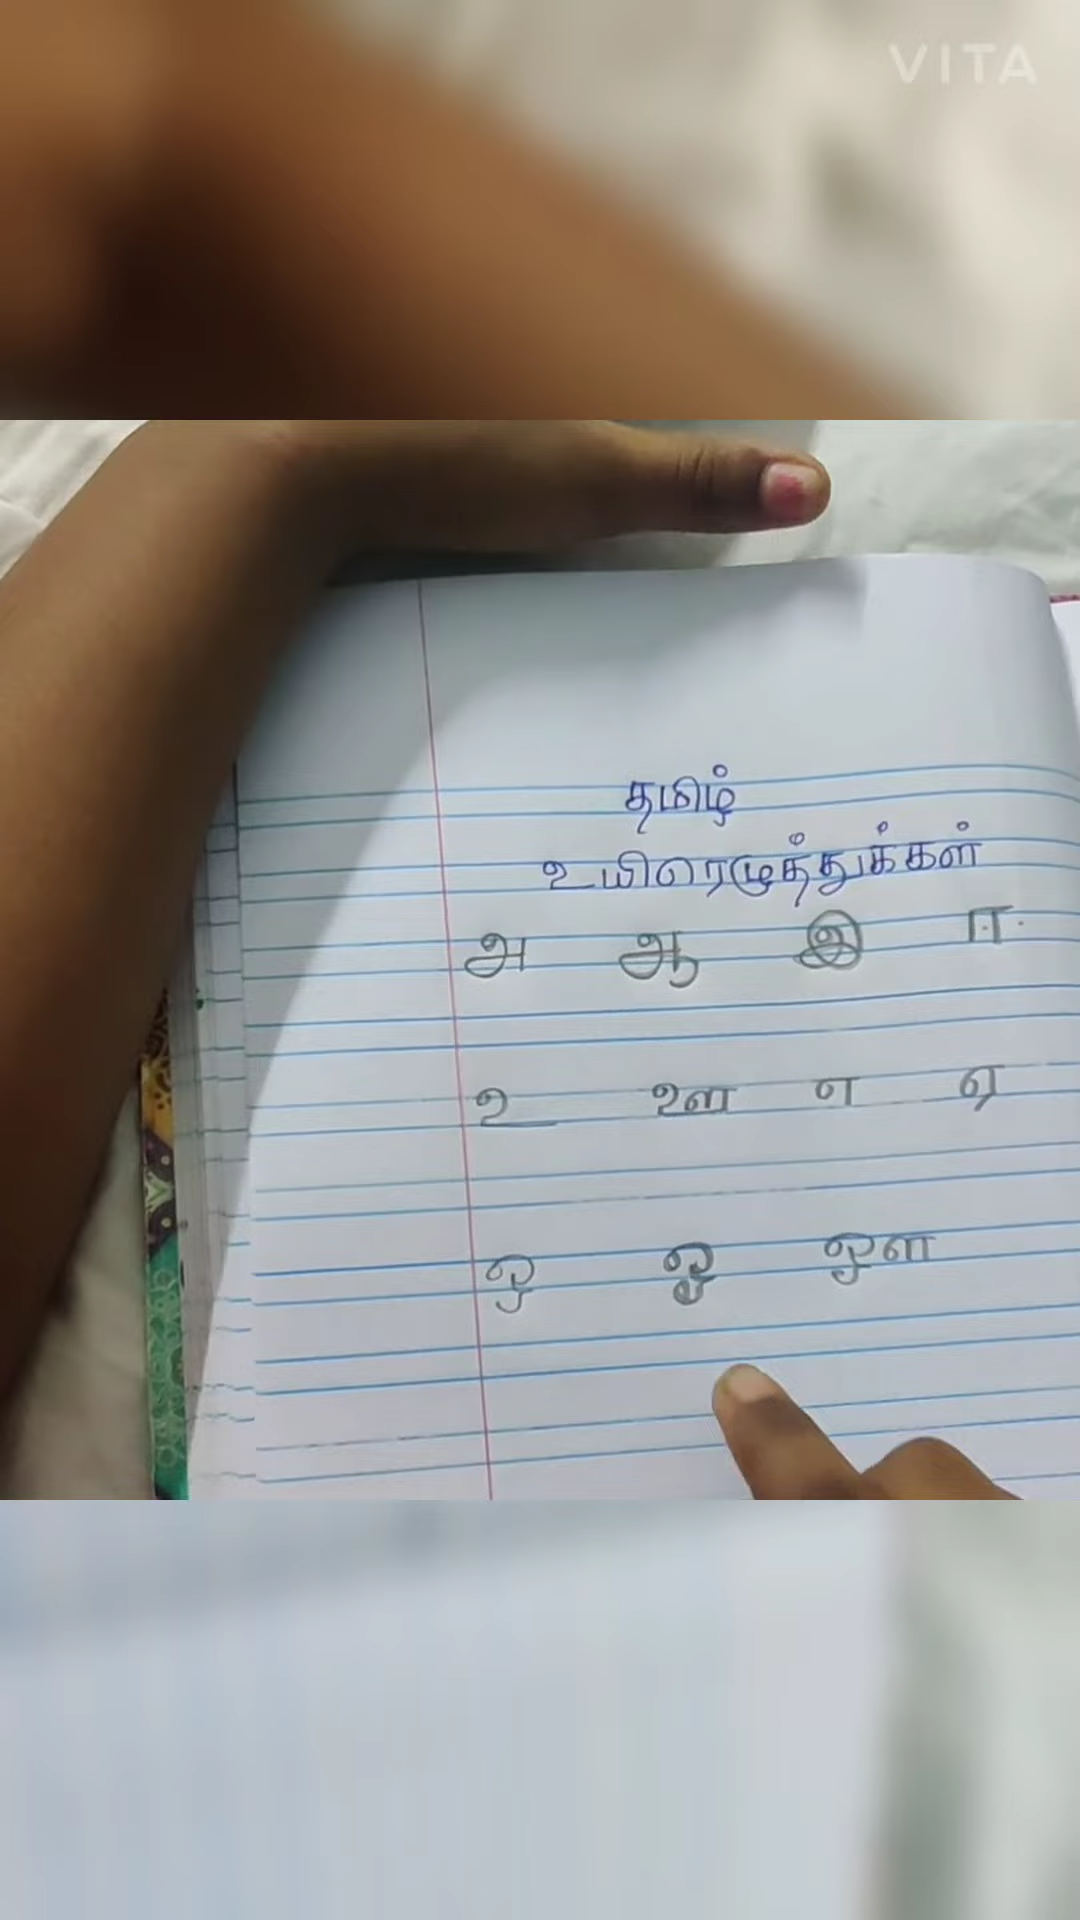 VITA
தமிழ்
உயிரெழுத்துக்கள்
அ ஆ இ ஈ
உ ஊ எ ஏ
ஒ ஓ ஔ